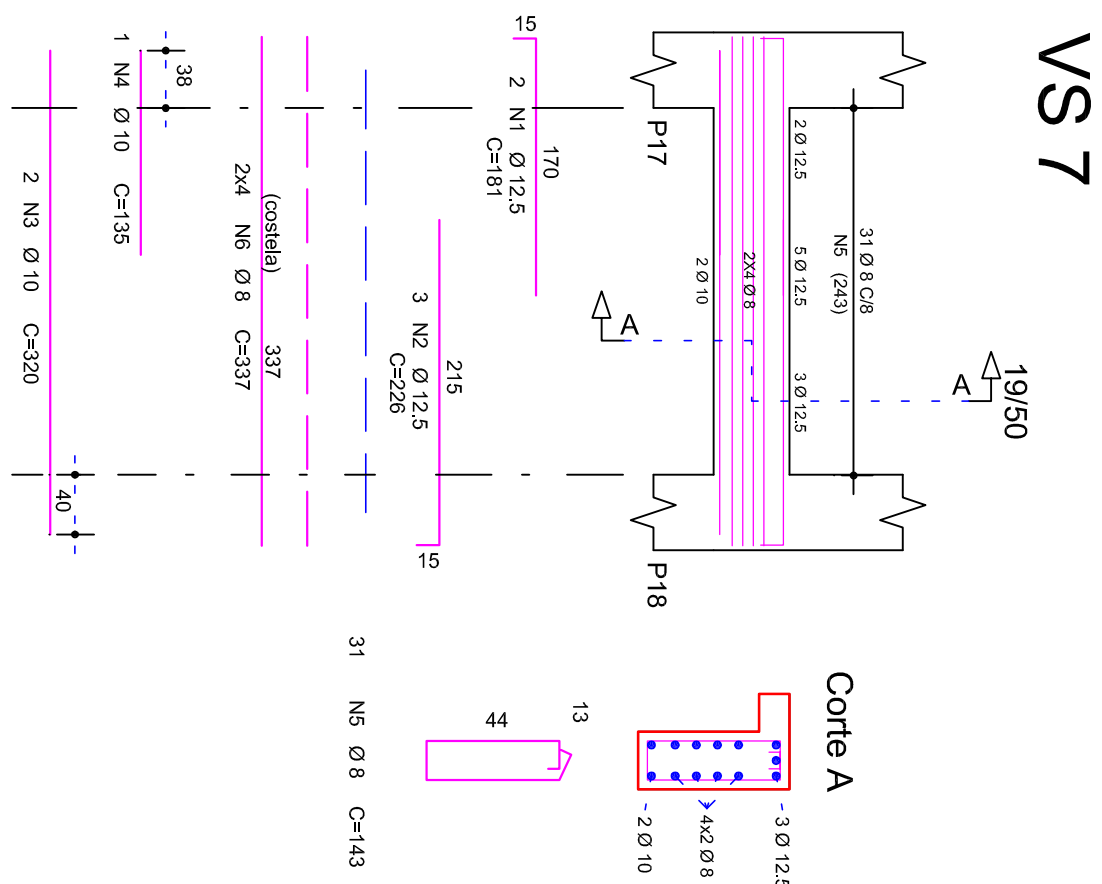 VS 7
19/50
A
31 Ø 8 C/8
N5 (243)
2 Ø 12.5
5 Ø 12.5
3 Ø 12.5
2X4 Ø 8
2 Ø 10
A
P17
P18
15
170
2 N1 Ø 12.5
C=181
215
3 N2 Ø 12.5
C=226
15
(costela)
337
2x4 N6 Ø 8 C=337
38
1 N4 Ø 10 C=135
2 N3 Ø 10 C=320
40
Corte A
3 Ø 12.5
4x2 Ø 8
2 Ø 10
13
44
31 N5 Ø 8 C=143